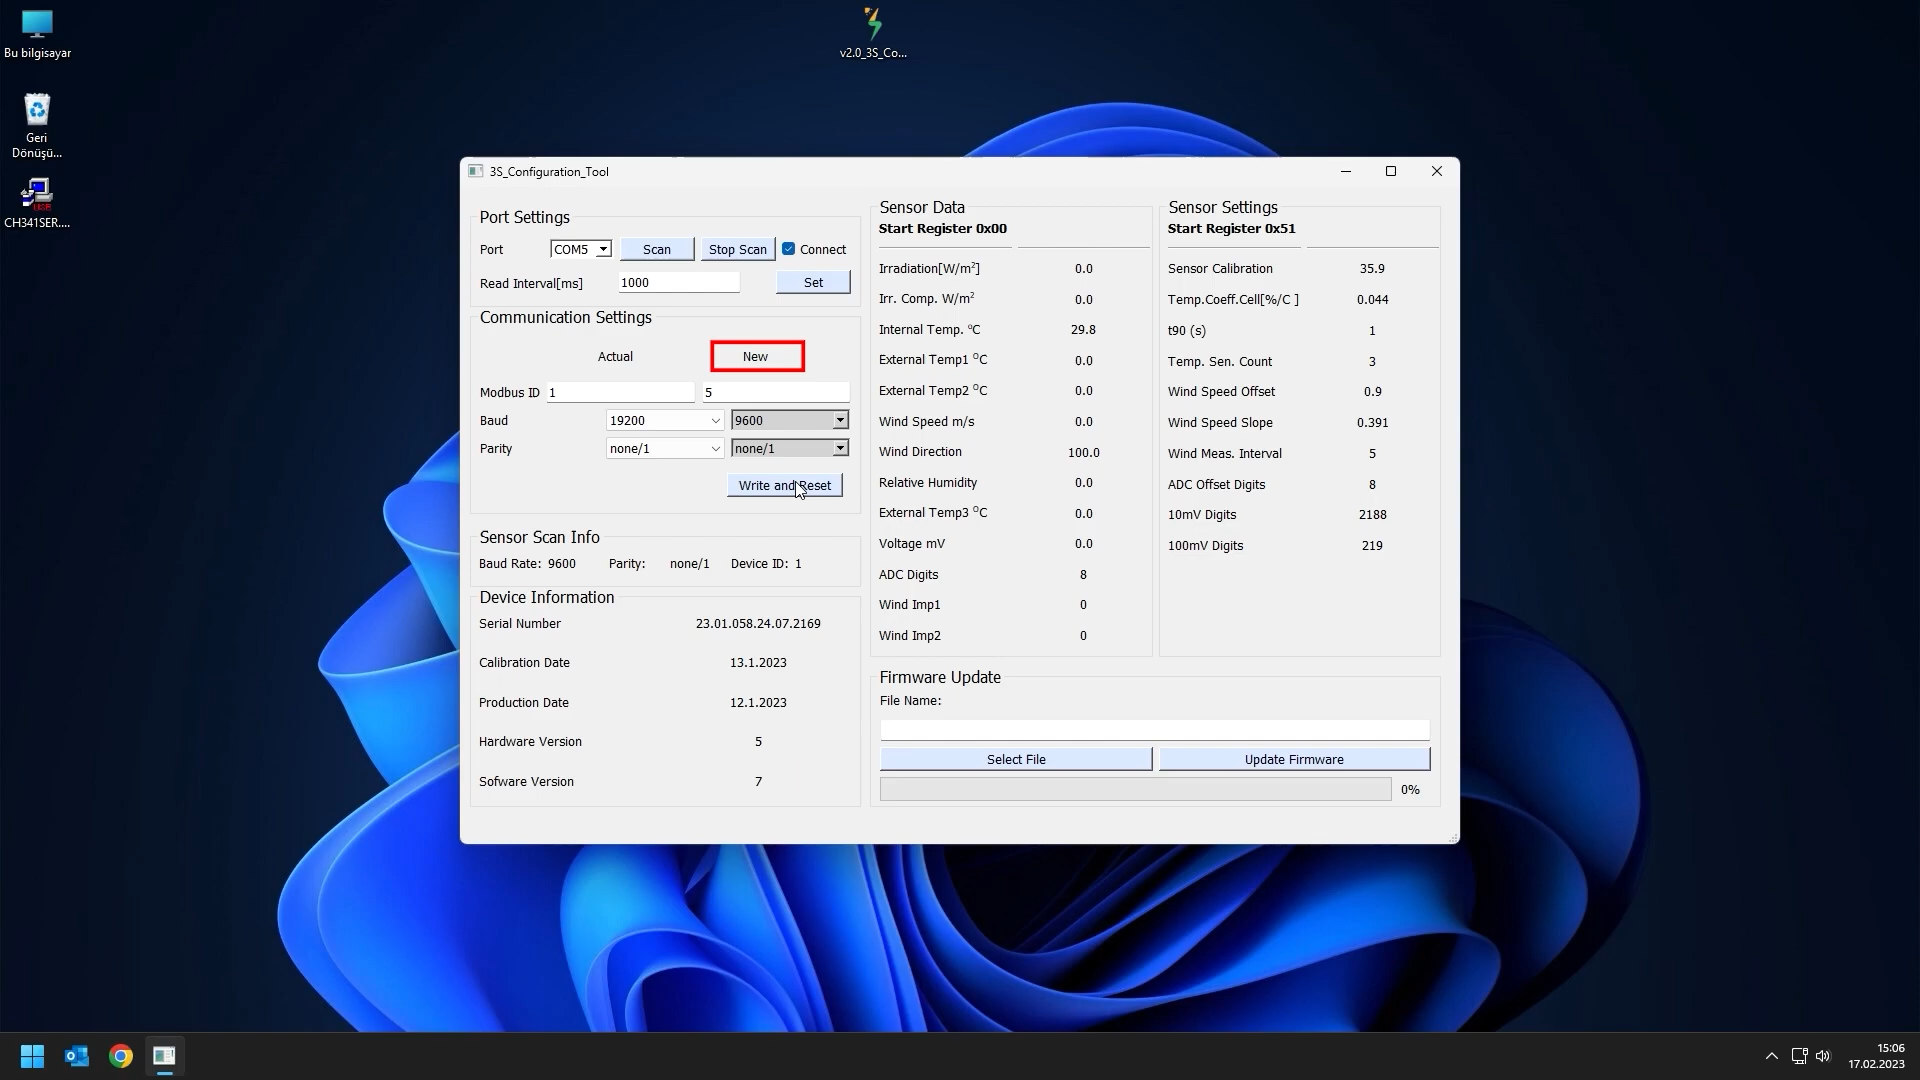 Bu bilgisayar
Geri
Dönüşü...
CH341SER....
v2.0_3S_Co...
3S_Configuration_Tool
Port Settings
Port COM5 Scan Stop Scan Connect
Read Interval[ms] 1000 Set
Communication Settings
Actual New
Modbus ID 1 5
Baud 19200 9600
Parity none/1 none/1
Write and Reset
Sensor Scan Info
Baud Rate: 9600 Parity: none/1 Device ID: 1
Device Information
Serial Number 23.01.058.24.07.2169
Calibration Date 13.1.2023
Production Date 12.1.2023
Hardware Version 5
Sofware Version 7
Sensor Data
Start Register 0x00
Irradiation[W/m²] 0.0
Irr. Comp. W/m² 0.0
Internal Temp. ºC 29.8
External Temp1 ᴼC 0.0
External Temp2 ᴼC 0.0
Wind Speed m/s 0.0
Wind Direction 100.0
Relative Humidity 0.0
External Temp3 ᴼC 0.0
Voltage mV 0.0
ADC Digits 8
Wind Imp1 0
Wind Imp2 0
Sensor Settings
Start Register 0x51
Sensor Calibration 35.9
Temp.Coeff.Cell[%/C ] 0.044
t90 (s) 1
Temp. Sen. Count 3
Wind Speed Offset 0.9
Wind Speed Slope 0.391
Wind Meas. Interval 5
ADC Offset Digits 8
10mV Digits 2188
100mV Digits 219
Firmware Update
File Name:
Select File Update Firmware
0%
15:06
17.02.2023